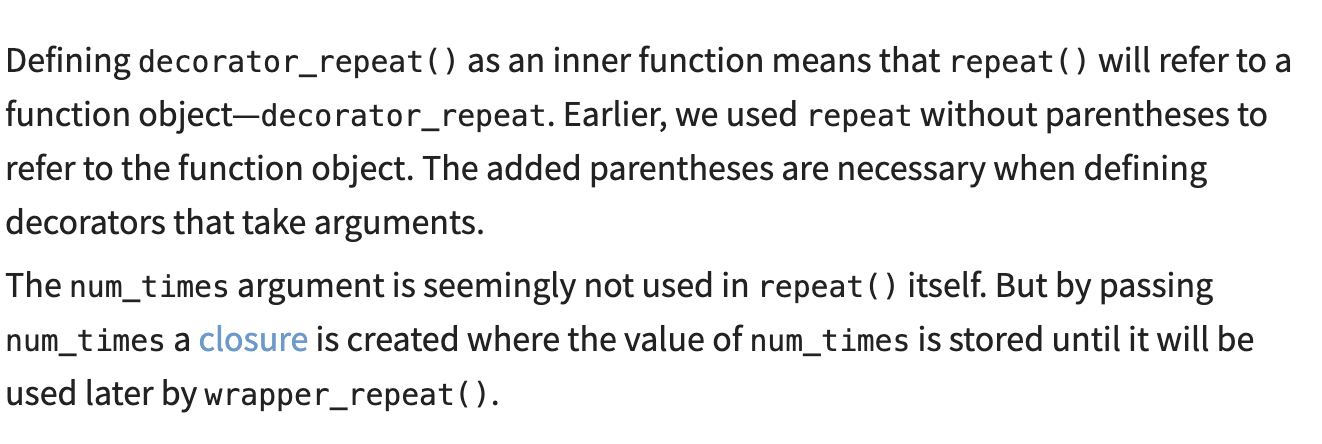 Defining decorator_repeat() as an inner function means that repeat() will refer to a
function object—decorator_repeat. Earlier, we used repeat without parentheses to
refer to the function object. The added parentheses are necessary when defining
decorators that take arguments.
The num_times argument is seemingly not used in repeat() itself. But by passing
num_times a closure is created where the value of num_times is stored until it will be
used later by wrapper_repeat().